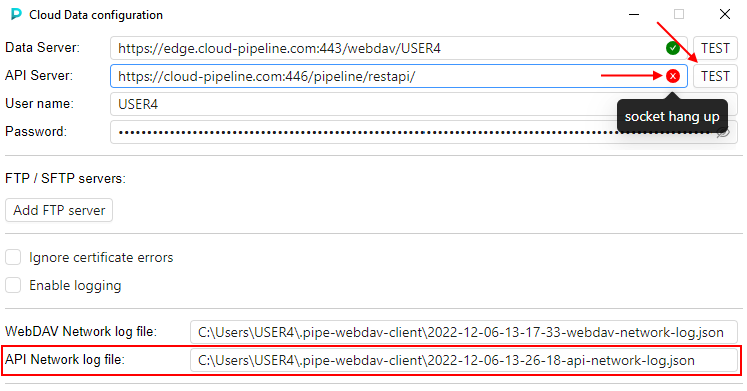 Cloud Data configuration
Data Server: https://edge.cloud-pipeline.com:443/webdav/USER4 TEST
API Server: https://cloud-pipeline.com:446/pipeline/restapi/ TEST
User name: USER4
socket hang up
Password: ••••••••••••••••••••••••••••••••••••••••••••••••••••••••••••••••••••••••••••••••••••••••••••••••
FTP / SFTP servers:
Add FTP server
Ignore certificate errors
Enable logging
WebDAV Network log file: C:\Users\USER4\.pipe-webdav-client\2022-12-06-13-17-33-webdav-network-log.json
API Network log file: C:\Users\USER4\.pipe-webdav-client\2022-12-06-13-26-18-api-network-log.json